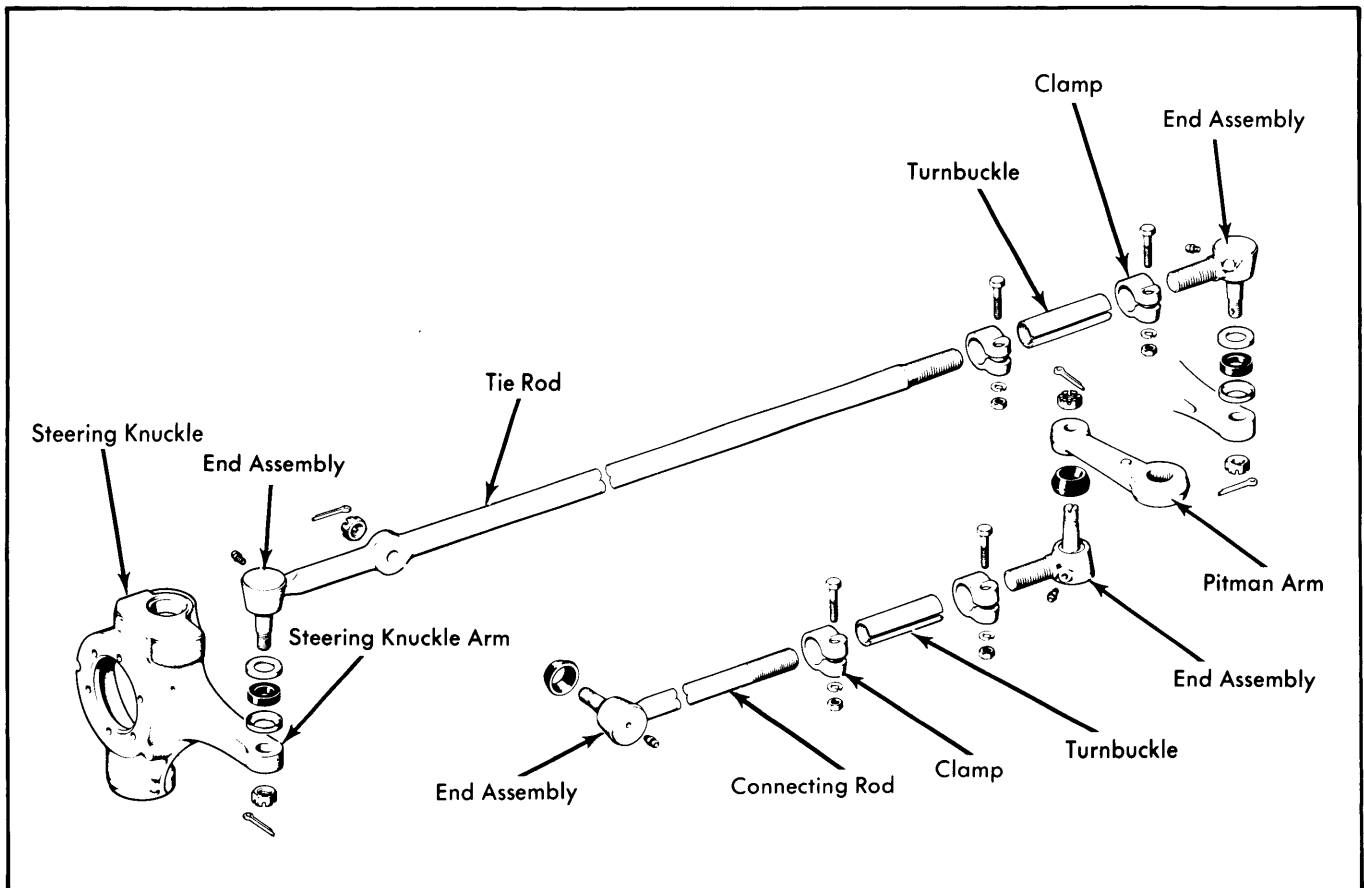 Clamp
End Assembly
Turnbuckle
Tie Rod
Steering Knuckle
End Assembly
Pitman Arm
Steering Knuckle Arm
End Assembly
Turnbuckle
Clamp
Connecting Rod
End Assembly